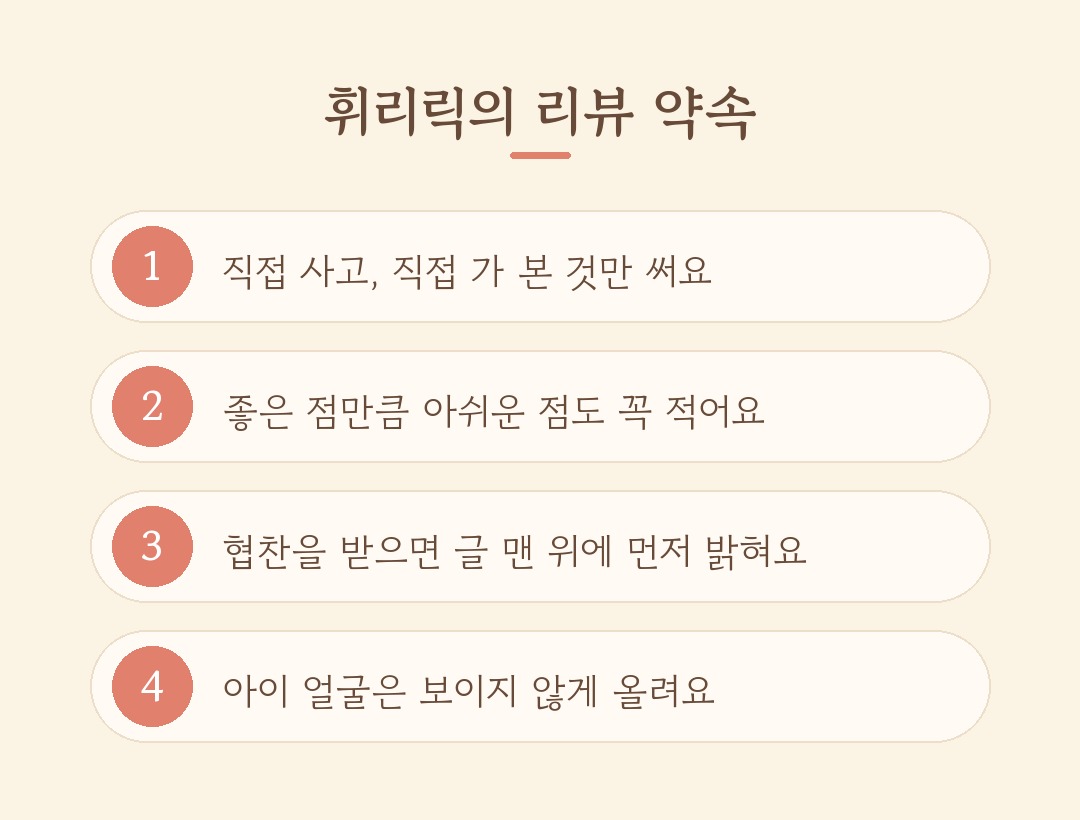 휘리릭의 리뷰 약속
1 직접 사고, 직접 가 본 것만 써요
2 좋은 점만큼 아쉬운 점도 꼭 적어요
3 협찬을 받으면 글 맨 위에 먼저 밝혀요
4 아이 얼굴은 보이지 않게 올려요